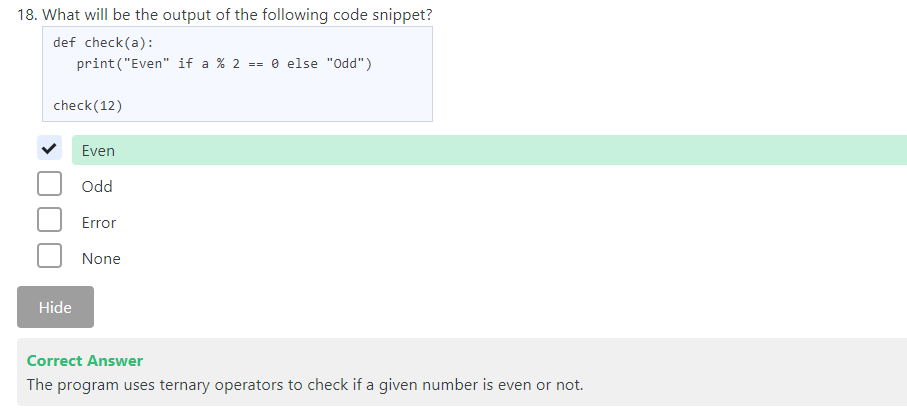 18. What will be the output of the following code snippet?
def check(a):
   print("Even" if a % 2 == 0 else "Odd")
check(12)
Even
Odd
Error
None
Hide
Correct Answer
The program uses ternary operators to check if a given number is even or not.